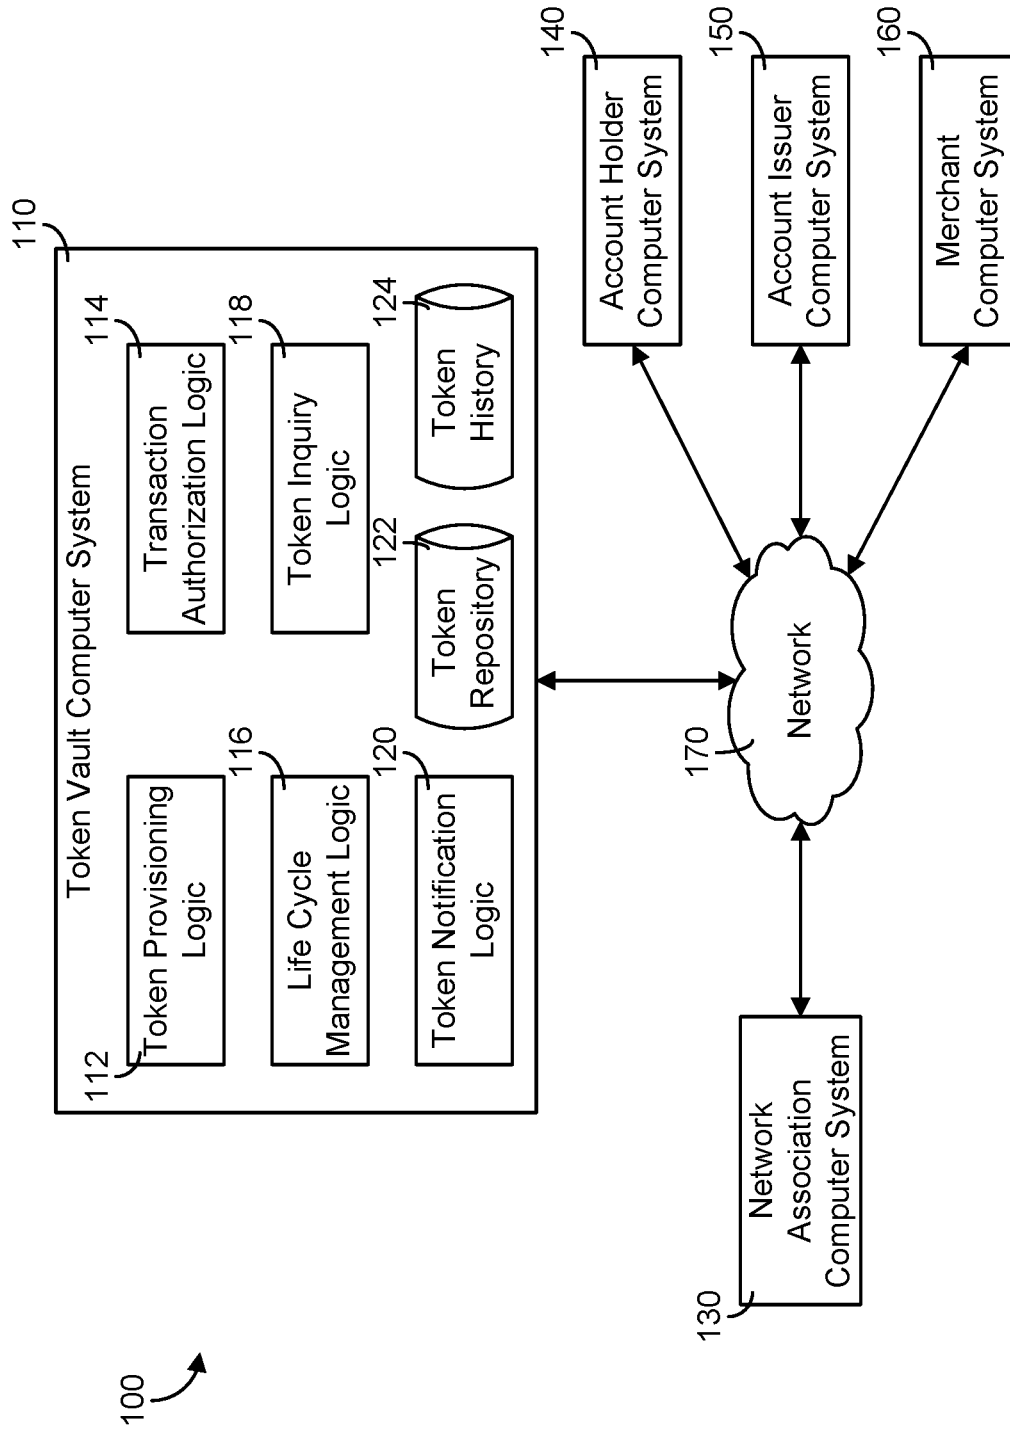 100
110
Token Vault Computer System
112
Token Provisioning
Logic
114
Transaction
Authorization Logic
116
Life Cycle
Management Logic
118
Token Inquiry
Logic
120
Token Notification
Logic
122
Token
Repository
124
Token
History
130
Network
Association
Computer System
170
Network
140
Account Holder
Computer System
150
Account Issuer
Computer System
160
Merchant
Computer System